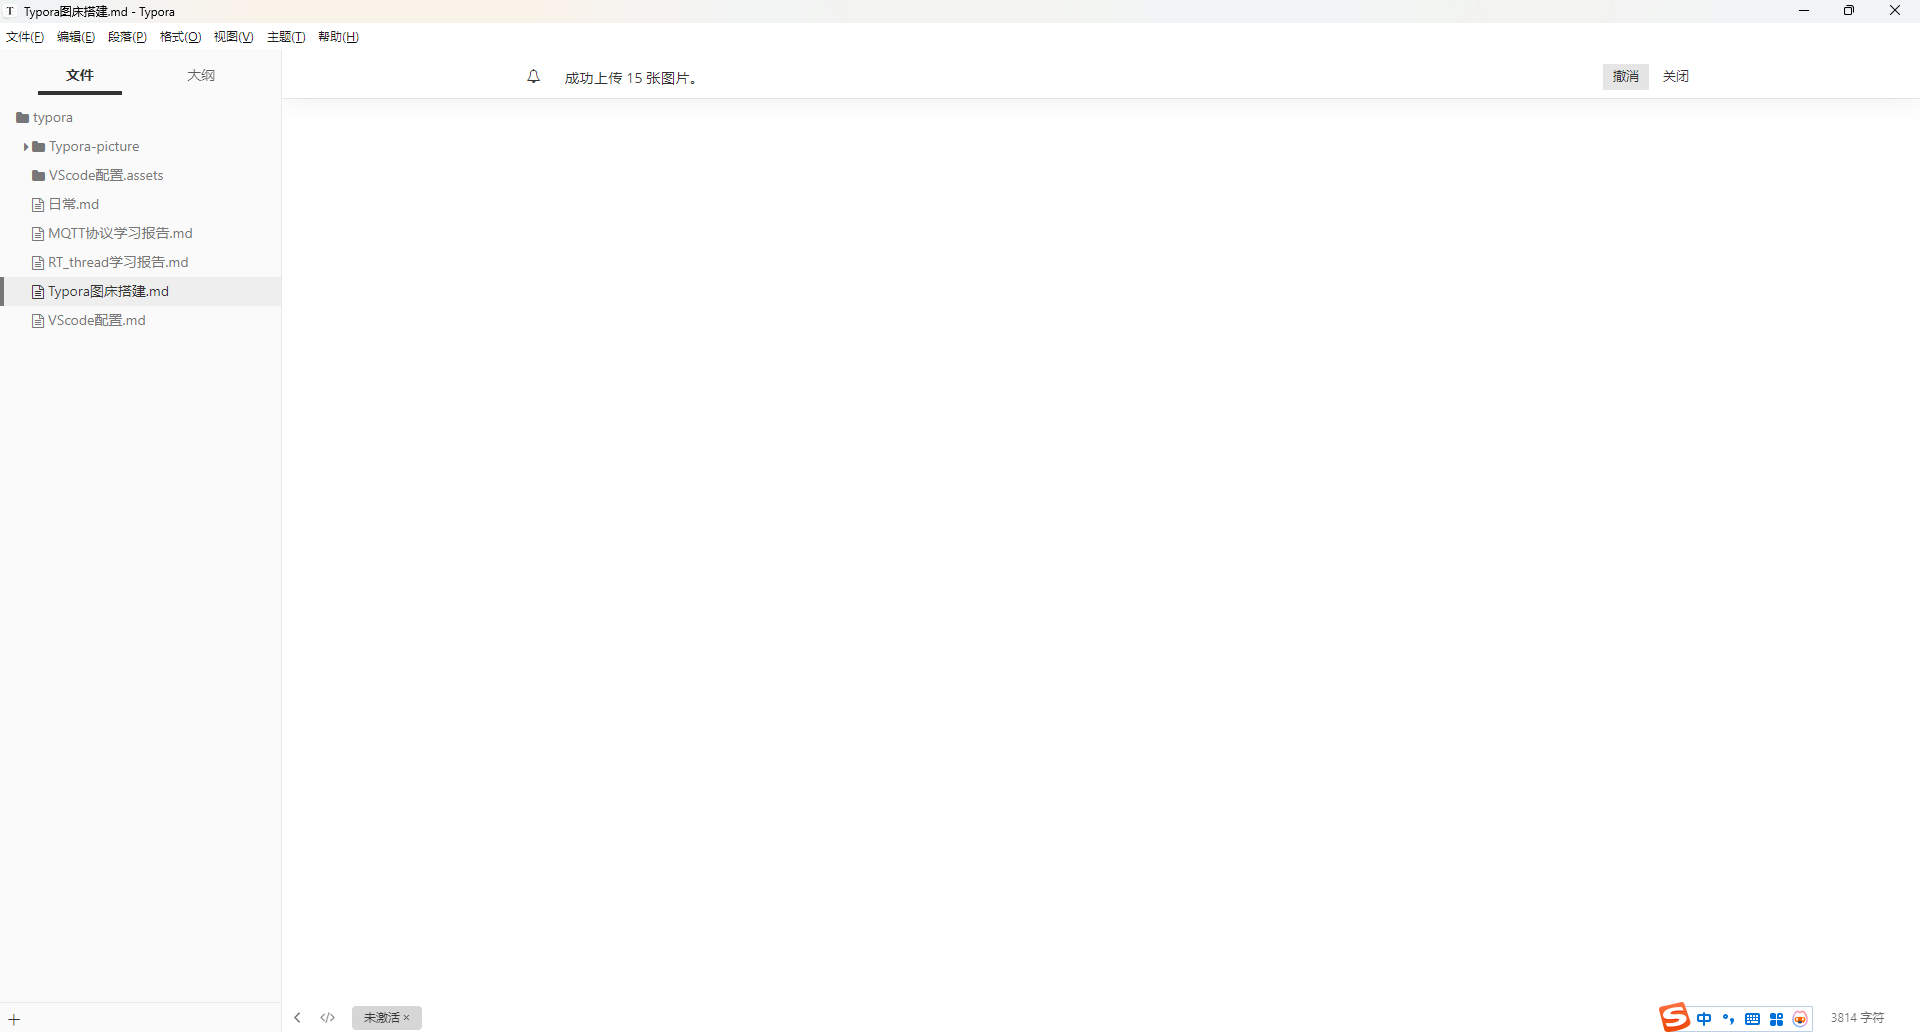 T Typora图床搭建.md - Typora
文件(F) 编辑(E) 段落(P) 格式(O) 视图(V) 主题(T) 帮助(H)
文件 大纲
成功上传 15 张图片。 撤消 关闭
typora
Typora-picture
VScode配置.assets
日常.md
MQTT协议学习报告.md
RT_thread学习报告.md
Typora图床搭建.md
VScode配置.md
+ </> 未激活 × S 中 3814 字符